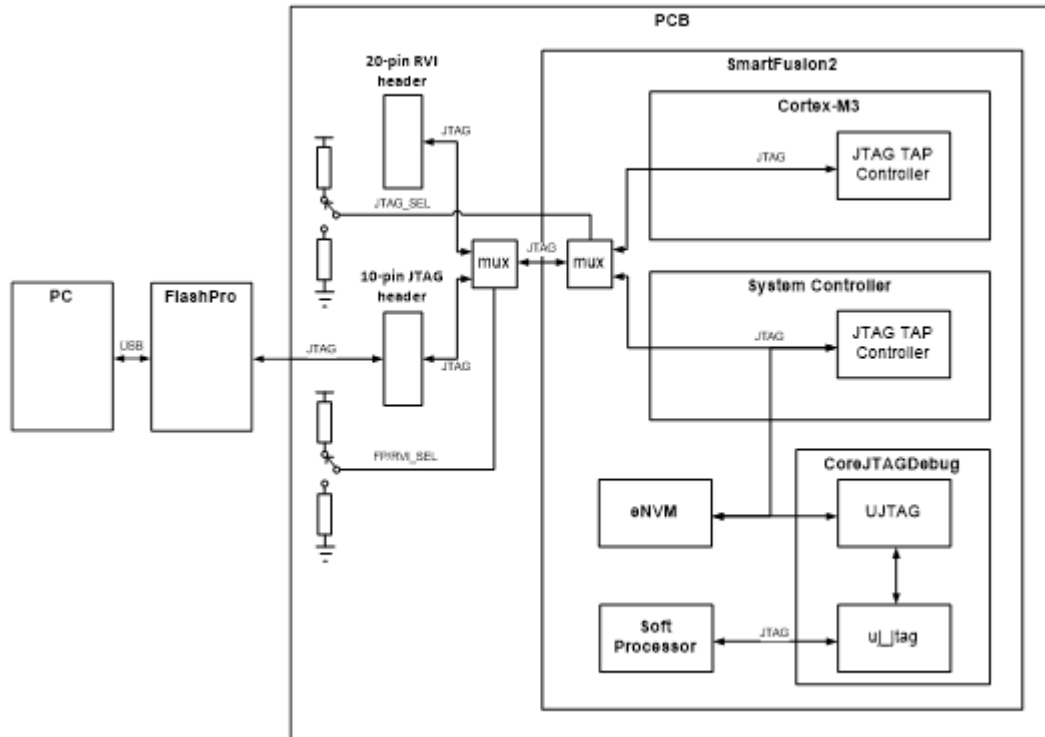 PCB
20-pin RVI
header
SmartFusion2
Cortex-M3
JTAG
JTAG
JTAG TAP
Controller
JTAG_SEL
mux
JTAG
mux
10-pin JTAG
header
System Controller
PC
FlashPro
USB
JTAG
JTAG
JTAG
JTAG TAP
Controller
FP/RVI_SEL
CoreJTAGDebug
eNVM
UJTAG
Soft
Processor
JTAG
uj_jtag